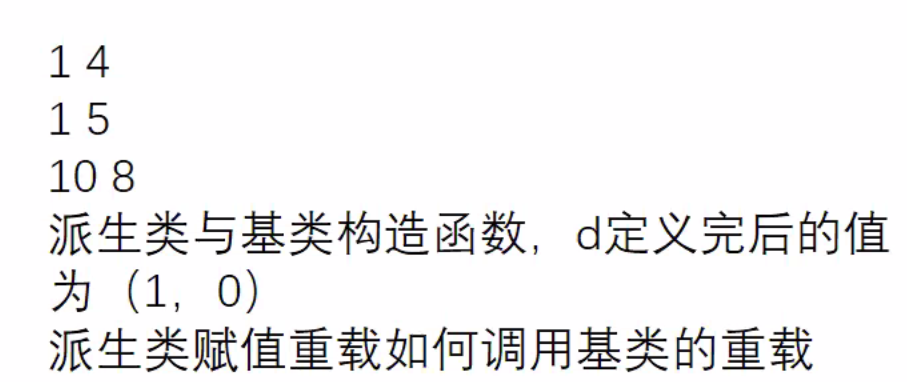 1 4
1 5
10 8
派生类与基类构造函数，d定义完后的值
为（1，0）
派生类赋值重载如何调用基类的重载